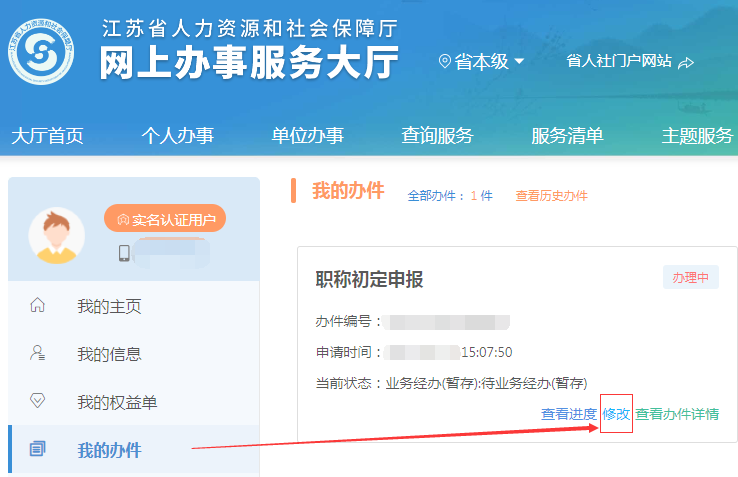 江苏省人力资源和社会保障厅
网上办事服务大厅
省本级
省人社门户网站
大厅首页 个人办事 单位办事 查询服务 服务清单 主题服务
我的办件 全部办件：1 件 查看历史办件
实名认证用户
我的主页
我的信息
我的权益单
我的办件
职称初定申报 办理中
办件编号：
申请时间： 15:07:50
当前状态：业务经办(暂存):待业务经办(暂存)
查看进度 修改 查看办件详情